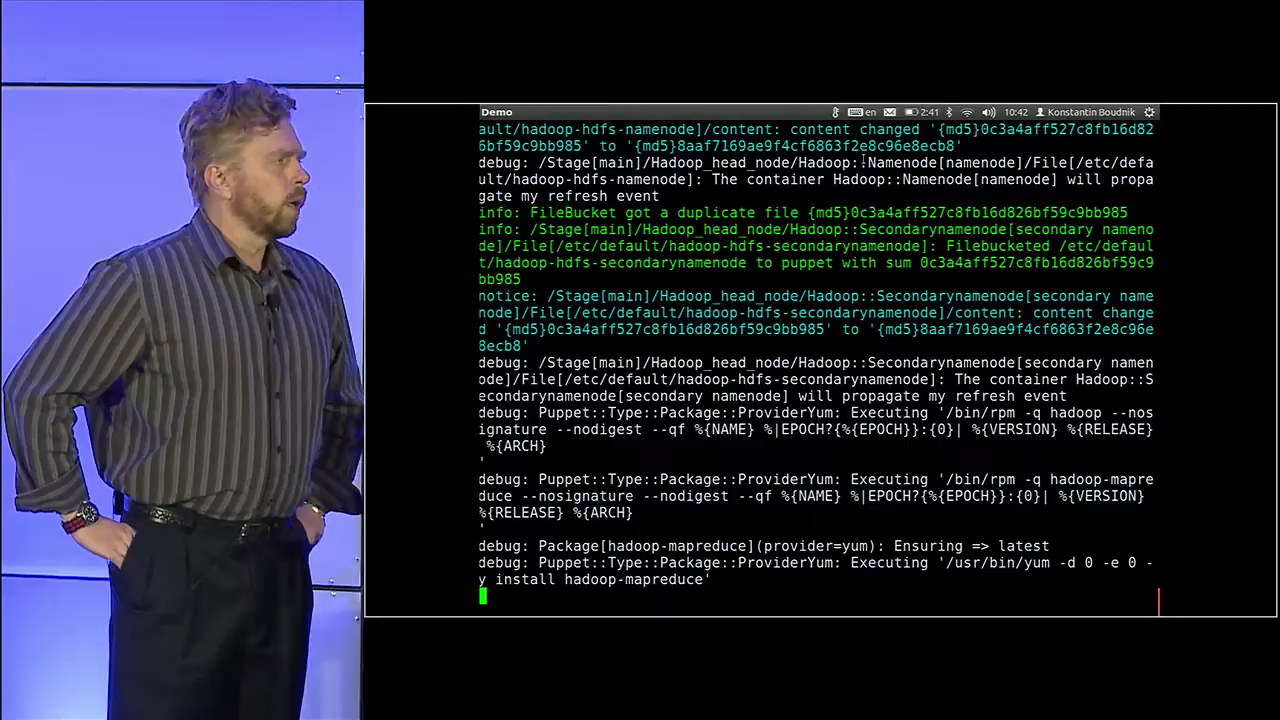 Demo en 2:41 10:42 Konstantin Boudnik
ault/hadoop-hdfs-namenode]/content: content changed '{md5}0c3a4aff527c8fb16d82
6bf59c9bb985' to '{md5}8aaf7169ae9f4cf6863f2e8c96e8ecb8'
debug: /Stage[main]/Hadoop_head_node/Hadoop::Namenode[namenode]/File[/etc/defa
ult/hadoop-hdfs-namenode]: The container Hadoop::Namenode[namenode] will propa
gate my refresh event
info: FileBucket got a duplicate file {md5}0c3a4aff527c8fb16d826bf59c9bb985
info: /Stage[main]/Hadoop_head_node/Hadoop::Secondarynamenode[secondary nameno
de]/File[/etc/default/hadoop-hdfs-secondarynamenode]: Filebucketed /etc/defaul
t/hadoop-hdfs-secondarynamenode to puppet with sum 0c3a4aff527c8fb16d826bf59c9
bb985
notice: /Stage[main]/Hadoop_head_node/Hadoop::Secondarynamenode[secondary name
node]/File[/etc/default/hadoop-hdfs-secondarynamenode]/content: content change
d '{md5}0c3a4aff527c8fb16d826bf59c9bb985' to '{md5}8aaf7169ae9f4cf6863f2e8c96e
8ecb8'
debug: /Stage[main]/Hadoop_head_node/Hadoop::Secondarynamenode[secondary namen
ode]/File[/etc/default/hadoop-hdfs-secondarynamenode]: The container Hadoop::S
econdarynamenode[secondary namenode] will propagate my refresh event
debug: Puppet::Type::Package::ProviderYum: Executing '/bin/rpm -q hadoop --nos
ignature --nodigest --qf %{NAME} %|EPOCH?{%{EPOCH}}:{0}| %{VERSION} %{RELEASE}
%{ARCH}
'
debug: Puppet::Type::Package::ProviderYum: Executing '/bin/rpm -q hadoop-mapre
duce --nosignature --nodigest --qf %{NAME} %|EPOCH?{%{EPOCH}}:{0}| %{VERSION}
%{RELEASE} %{ARCH}
'
debug: Package[hadoop-mapreduce](provider=yum): Ensuring => latest
debug: Puppet::Type::Package::ProviderYum: Executing '/usr/bin/yum -d 0 -e 0 -
y install hadoop-mapreduce'